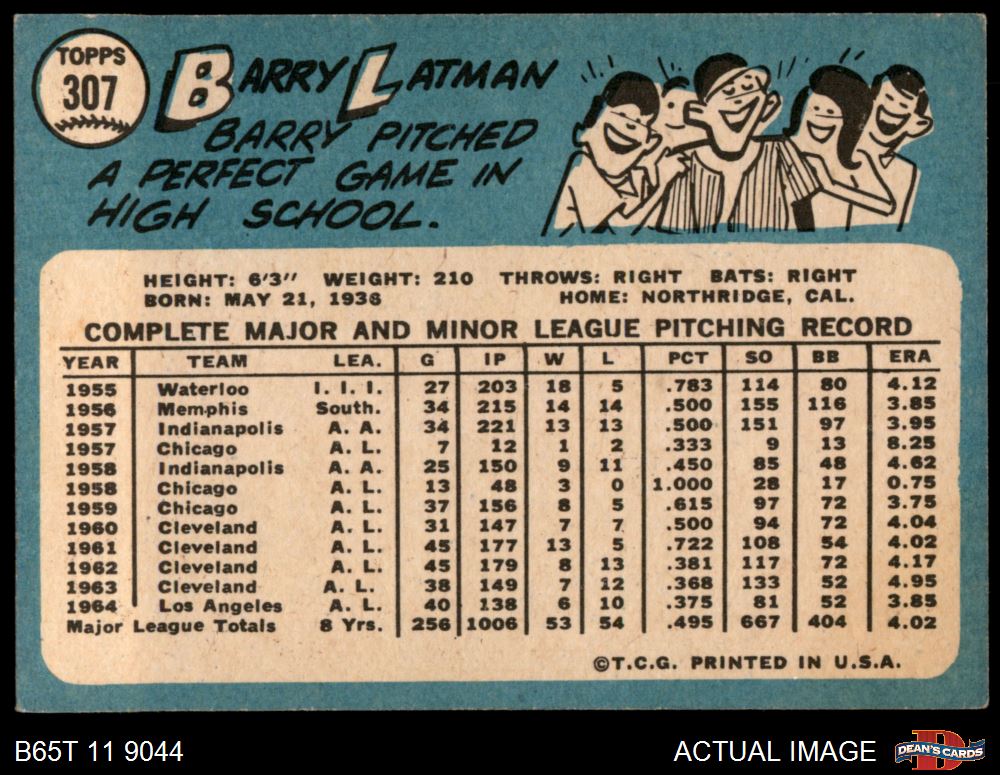 TOPPS
307
BARRY LATMAN
BARRY PITCHED
A PERFECT GAME IN
HIGH SCHOOL.
HEIGHT: 6'3" WEIGHT: 210 THROWS: RIGHT BATS: RIGHT
BORN: MAY 21, 1936 HOME: NORTHRIDGE, CAL.
COMPLETE MAJOR AND MINOR LEAGUE PITCHING RECORD
YEAR TEAM LEA. G IP W L PCT SO BB ERA
1955 Waterloo I. I. I. 27 203 18 5 .783 114 80 4.12
1956 Memphis South. 34 215 14 14 .500 155 116 3.85
1957 Indianapolis A. A. 34 221 13 13 .500 151 97 3.95
1957 Chicago A. L. 7 12 1 2 .333 9 13 8.25
1958 Indianapolis A. A. 25 150 9 11 .450 85 48 4.62
1958 Chicago A. L. 13 48 3 0 1.000 28 17 0.75
1959 Chicago A. L. 37 156 8 5 .615 97 72 3.75
1960 Cleveland A. L. 31 147 7 7 .500 94 72 4.04
1961 Cleveland A. L. 45 177 13 5 .722 108 54 4.02
1962 Cleveland A. L. 45 179 8 13 .381 117 72 4.17
1963 Cleveland A. L. 38 149 7 12 .368 133 52 4.95
1964 Los Angeles A. L. 40 138 6 10 .375 81 52 3.85
Major League Totals 8 Yrs. 256 1006 53 54 .495 667 404 4.02
©T.C.G. PRINTED IN U.S.A.
B65T 11 9044 ACTUAL IMAGE DEAN'S CARDS